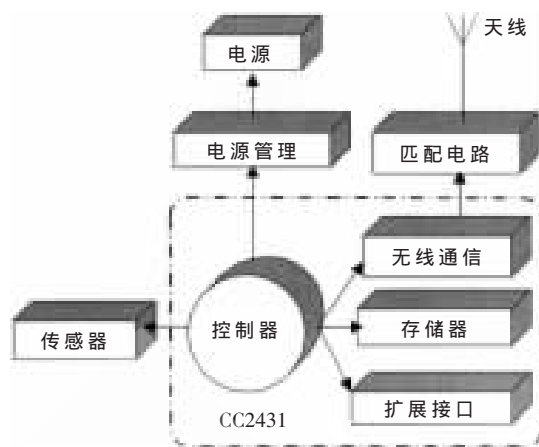 天线
电源
电源管理
匹配电路
无线通信
控制器
存储器
传感器
扩展接口
CC2431